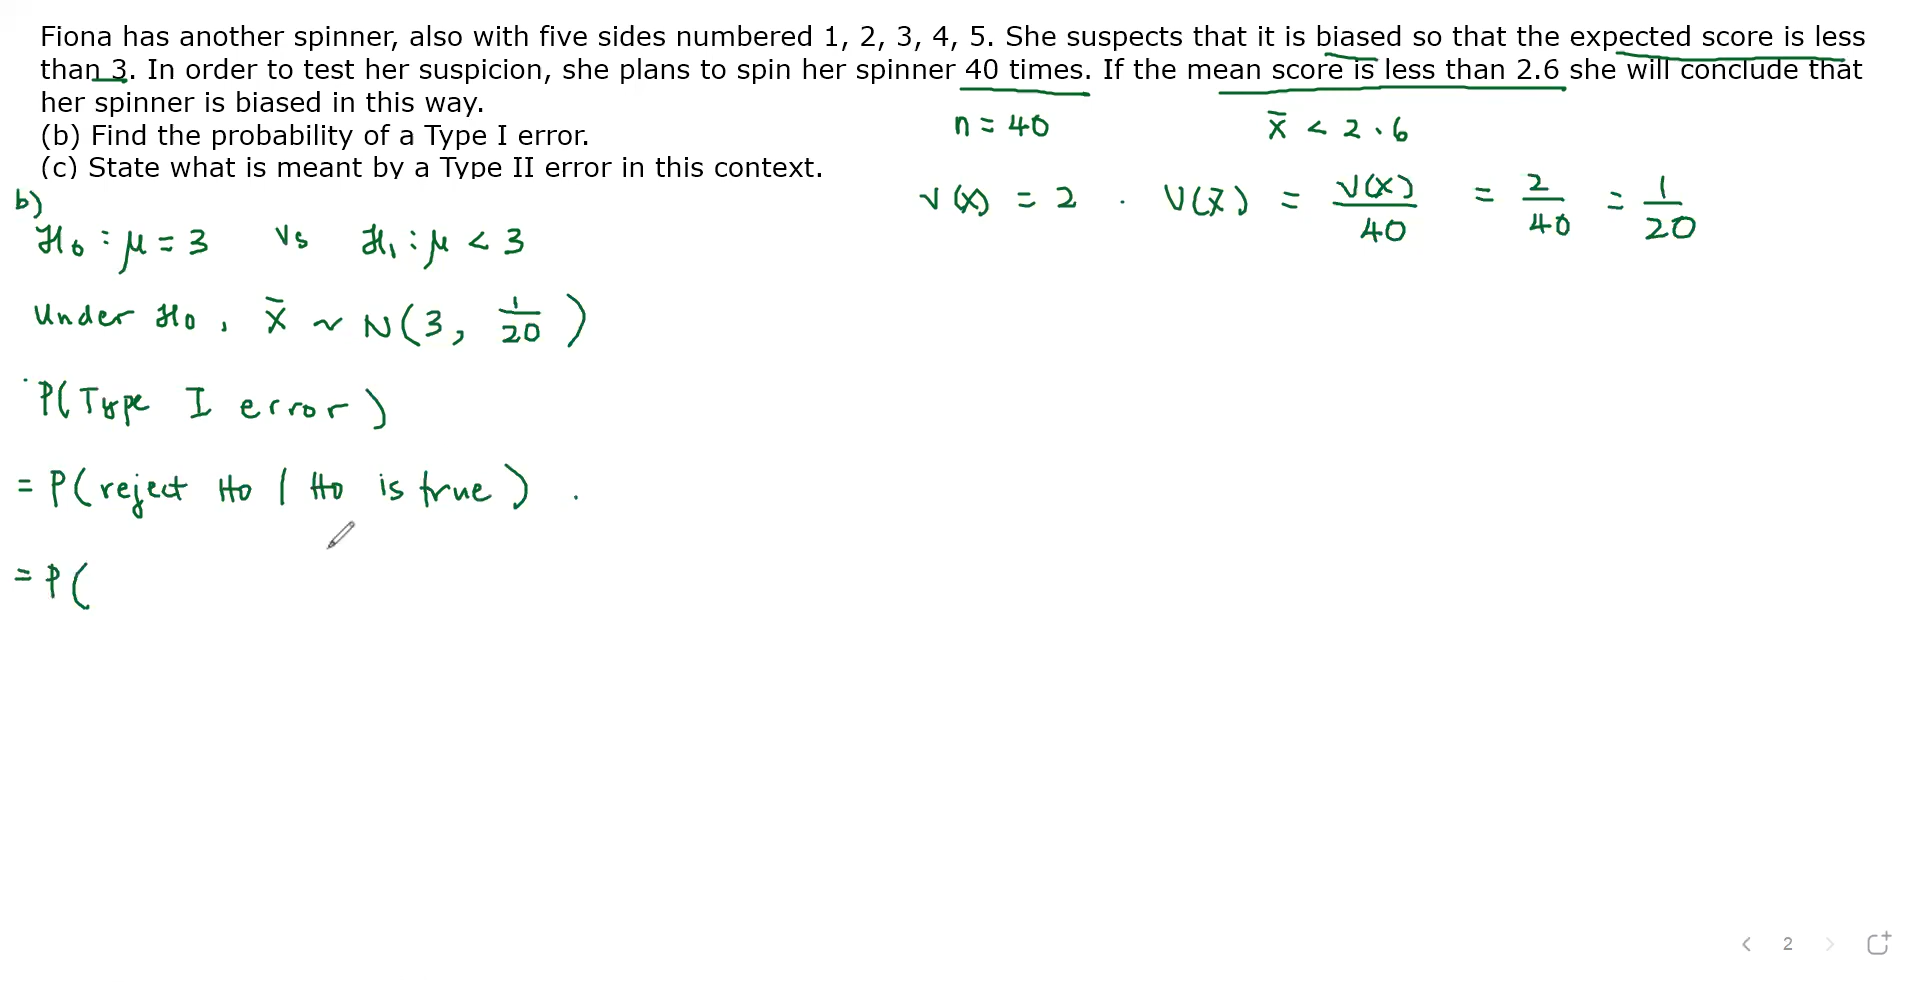 Fiona has another spinner, also with five sides numbered 1, 2, 3, 4, 5. She suspects that it is biased so that the expected score is less
than 3. In order to test her suspicion, she plans to spin her spinner 40 times. If the mean score is less than 2.6 she will conclude that
her spinner is biased in this way.
(b) Find the probability of a Type I error.
(c) State what is meant by a Type II error in this context.
n = 40    x̄ < 2.6
V(X) = 2 . V(X̄) = V(X)/40 = 2/40 = 1/20
b)
H₀ : μ = 3 vs H₁ : μ < 3
Under H₀, X̄ ~ N(3, 1/20)
P(Type I error)
= P(reject H₀ | H₀ is true) .
= P(
< 2 >